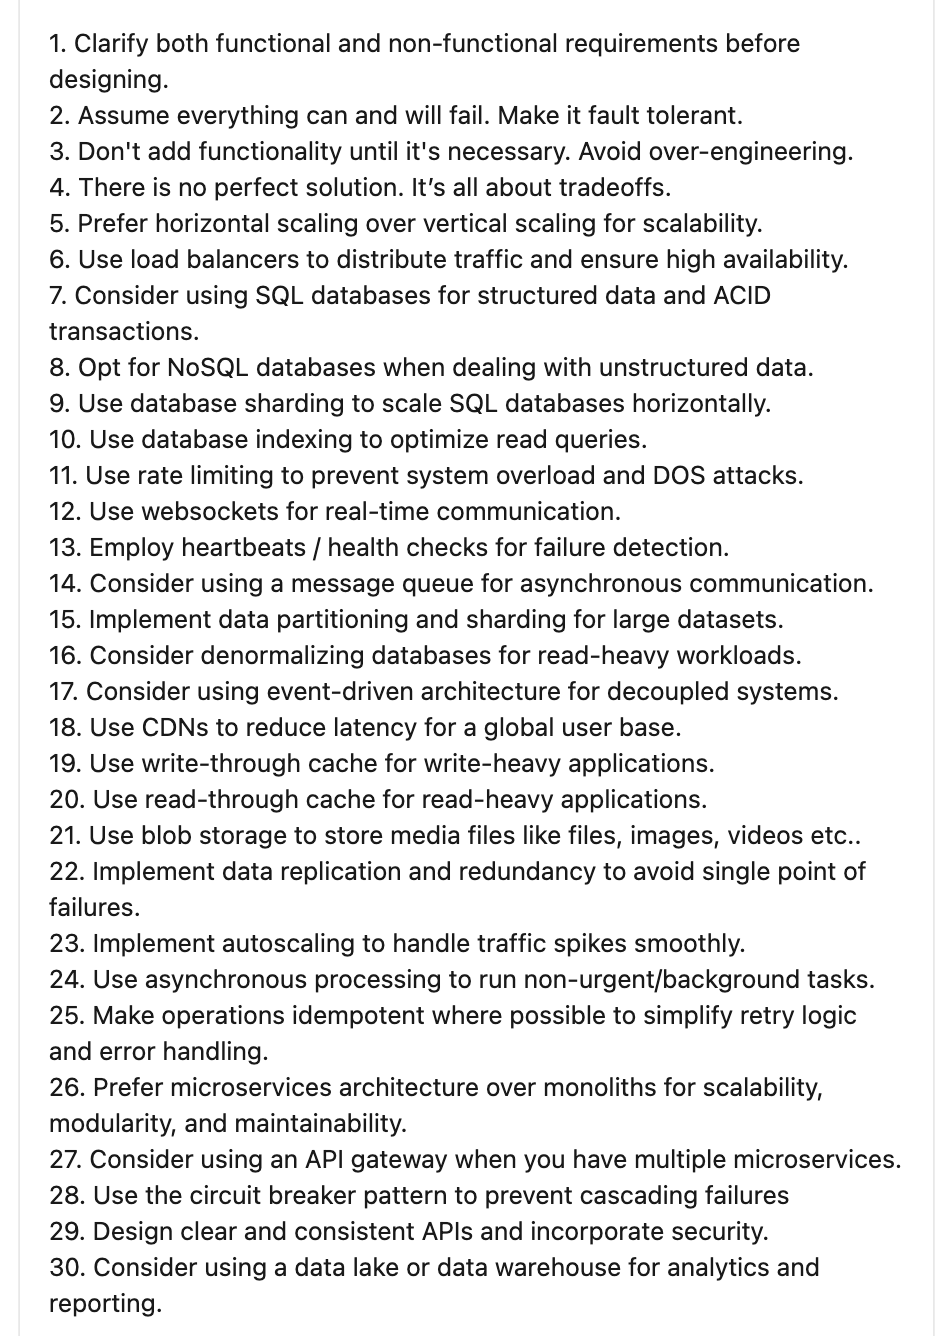 1. Clarify both functional and non-functional requirements before
designing.
2. Assume everything can and will fail. Make it fault tolerant.
3. Don't add functionality until it's necessary. Avoid over-engineering.
4. There is no perfect solution. It’s all about tradeoffs.
5. Prefer horizontal scaling over vertical scaling for scalability.
6. Use load balancers to distribute traffic and ensure high availability.
7. Consider using SQL databases for structured data and ACID
transactions.
8. Opt for NoSQL databases when dealing with unstructured data.
9. Use database sharding to scale SQL databases horizontally.
10. Use database indexing to optimize read queries.
11. Use rate limiting to prevent system overload and DOS attacks.
12. Use websockets for real-time communication.
13. Employ heartbeats / health checks for failure detection.
14. Consider using a message queue for asynchronous communication.
15. Implement data partitioning and sharding for large datasets.
16. Consider denormalizing databases for read-heavy workloads.
17. Consider using event-driven architecture for decoupled systems.
18. Use CDNs to reduce latency for a global user base.
19. Use write-through cache for write-heavy applications.
20. Use read-through cache for read-heavy applications.
21. Use blob storage to store media files like files, images, videos etc..
22. Implement data replication and redundancy to avoid single point of
failures.
23. Implement autoscaling to handle traffic spikes smoothly.
24. Use asynchronous processing to run non-urgent/background tasks.
25. Make operations idempotent where possible to simplify retry logic
and error handling.
26. Prefer microservices architecture over monoliths for scalability,
modularity, and maintainability.
27. Consider using an API gateway when you have multiple microservices.
28. Use the circuit breaker pattern to prevent cascading failures
29. Design clear and consistent APIs and incorporate security.
30. Consider using a data lake or data warehouse for analytics and
reporting.